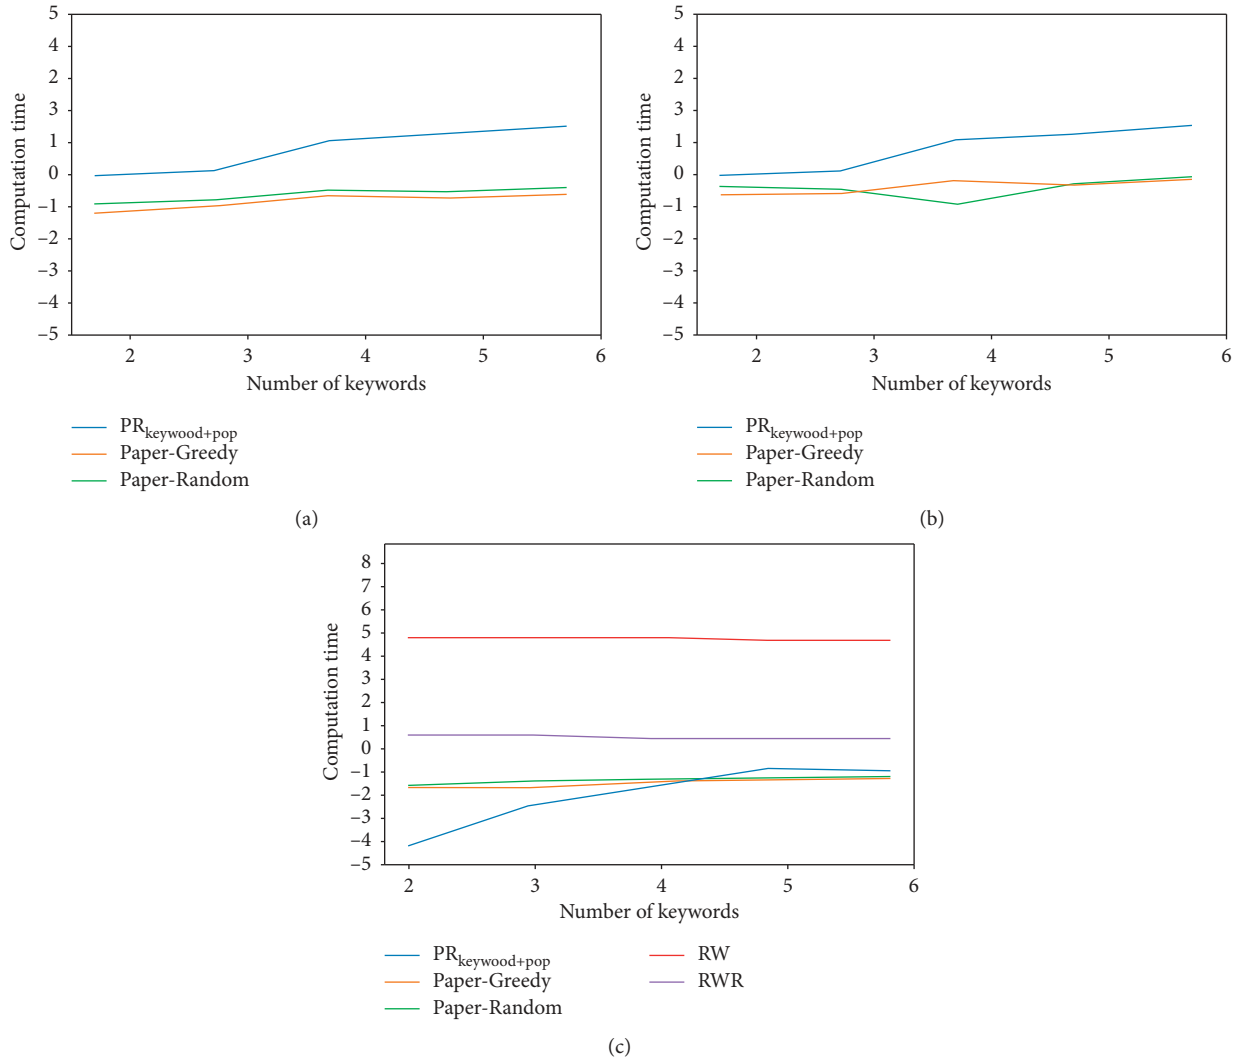 5
4
2
3
1
0
−1
−2
−3
−4
−5
Computation time
2 3 4 5 6
Number of keywords
PRkeywood+pop
Paper-Greedy
Paper-Random
(a)
5
4
2
3
1
0
−1
−2
−3
−4
−5
Computation time
2 3 4 5 6
Number of keywords
PRkeywood+pop
Paper-Greedy
Paper-Random
(b)
8
7
6
5
4
3
2
1
0
−1
−2
−3
−4
−5
Computation time
2 3 4 5 6
Number of keywords
PRkeywood+pop
Paper-Greedy
Paper-Random
RW
RWR
(c)